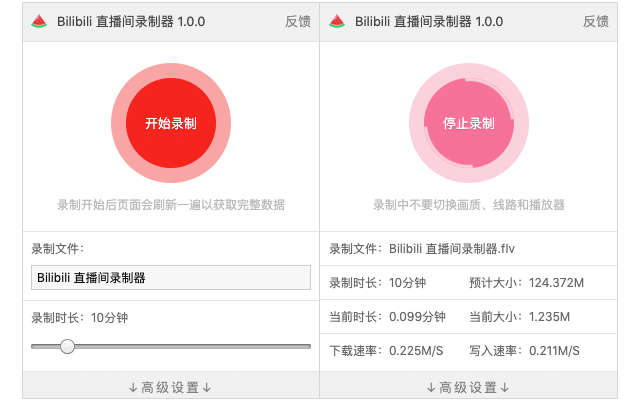 Bilibili 直播间录制器 1.0.0 反馈
开始录制
录制开始后页面会刷新一遍以获取完整数据
录制文件：
Bilibili 直播间录制器
录制时长：10分钟
↓高级设置↓
Bilibili 直播间录制器 1.0.0 反馈
停止录制
录制中不要切换画质、线路和播放器
录制文件：Bilibili 直播间录制器.flv
录制时长：10分钟 预计大小：124.372M
当前时长：0.099分钟 当前大小：1.235M
下载速率：0.225M/S 写入速率：0.211M/S
↓高级设置↓